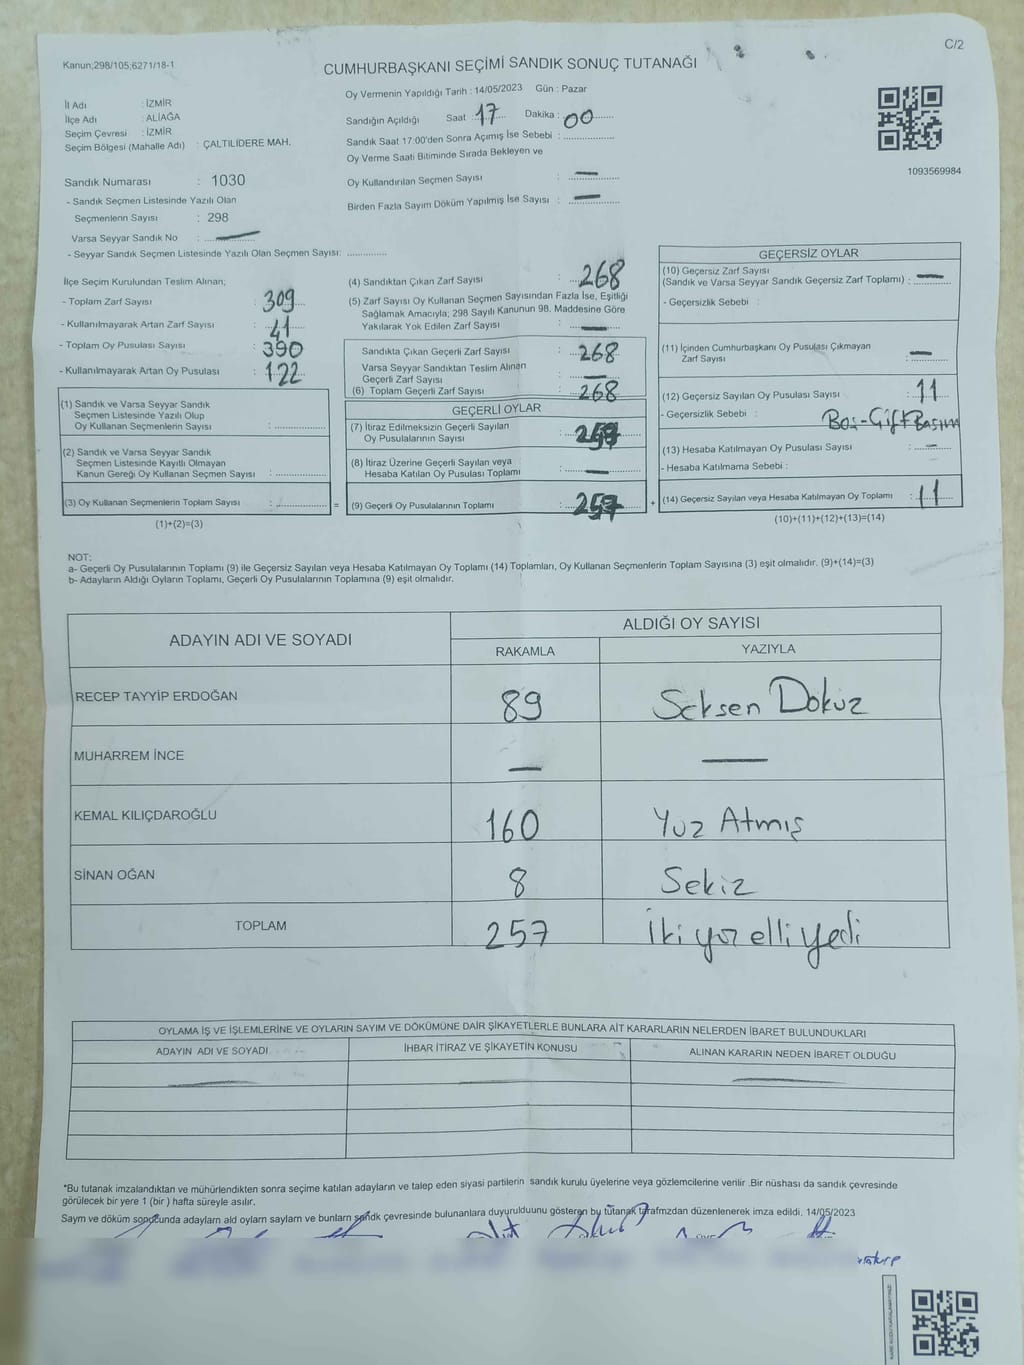 C/2
Kanun;298/105;6271/18-1
CUMHURBAŞKANI SEÇİMİ SANDIK SONUÇ TUTANAĞI
İl Adı : İZMİR
İlçe Adı : ALİAĞA
Seçim Çevresi : İZMİR
Seçim Bölgesi (Mahalle Adı) : ÇALTILIDERE MAH.
Sandık Numarası : 1030
- Sandık Seçmen Listesinde Yazılı Olan
Seçmenlerin Sayısı : 298
Varsa Seyyar Sandık No :
- Seyyar Sandık Seçmen Listesinde Yazılı Olan Seçmen Sayısı:
Oy Vermenin Yapıldığı Tarih : 14/05/2023 Gün : Pazar
Sandığın Açıldığı Saat : 17 Dakika : 00
Sandık Saat 17:00'den Sonra Açımış İse Sebebi :
Oy Verme Saati Bitiminde Sırada Bekleyen ve
Oy Kullandırılan Seçmen Sayısı : —
Birden Fazla Sayım Döküm Yapılmış İse Sayısı : —
1093569984
İlçe Seçim Kurulundan Teslim Alınan;
- Toplam Zarf Sayısı : 309
- Kullanılmayarak Artan Zarf Sayısı : 41
- Toplam Oy Pusulası Sayısı : 390
- Kullanılmayarak Artan Oy Pusulası : 122
(1) Sandık ve Varsa Seyyar Sandık
Seçmen Listesinde Yazılı Olup
Oy Kullanan Seçmenlerin Sayısı :
(2) Sandık ve Varsa Seyyar Sandık
Seçmen Listesinde Kayıtlı Olmayan
Kanun Gereği Oy Kullanan Seçmen Sayısı :
(3) Oy Kullanan Seçmenlerin Toplam Sayısı : =
(1)+(2)=(3)
(4) Sandıktan Çıkan Zarf Sayısı : 268
(5) Zarf Sayısı Oy Kullanan Seçmen Sayısından Fazla İse, Eşitliği
Sağlamak Amacıyla; 298 Sayılı Kanunun 98. Maddesine Göre
Yakılarak Yok Edilen Zarf Sayısı : —
Sandıkta Çıkan Geçerli Zarf Sayısı : 268
Varsa Seyyar Sandıktan Teslim Alınan
Geçerli Zarf Sayısı : —
(6) Toplam Geçerli Zarf Sayısı : 268
GEÇERLİ OYLAR
(7) İtiraz Edilmeksizin Geçerli Sayılan
Oy Pusulalarının Sayısı : 257
(8) İtiraz Üzerine Geçerli Sayılan veya
Hesaba Katılan Oy Pusulası Toplamı : —
(9) Geçerli Oy Pusulalarının Toplamı : 257 +
GEÇERSİZ OYLAR
(10) Geçersiz Zarf Sayısı
(Sandık ve Varsa Seyyar Sandık Geçersiz Zarf Toplamı) : —
- Geçersizlik Sebebi :
(11) İçinden Cumhurbaşkanı Oy Pusulası Çıkmayan
Zarf Sayısı : —
(12) Geçersiz Sayılan Oy Pusulası Sayısı : 11
- Geçersizlik Sebebi : Boş-Çift Basım
(13) Hesaba Katılmayan Oy Pusulası Sayısı : —
- Hesaba Katılmama Sebebi :
(14) Geçersiz Sayılan veya Hesaba Katılmayan Oy Toplamı : 11
(10)+(11)+(12)+(13)=(14)
NOT:
a- Geçerli Oy Pusulalarının Toplamı (9) ile Geçersiz Sayılan veya Hesaba Katılmayan Oy Toplamı (14) Toplamları, Oy Kullanan Seçmenlerin Toplam Sayısına (3) eşit olmalıdır. (9)+(14)=(3)
b- Adayların Aldığı Oyların Toplamı, Geçerli Oy Pusulalarının Toplamına (9) eşit olmalıdır.
ADAYIN ADI VE SOYADI ALDIĞI OY SAYISI
RAKAMLA YAZIYLA
RECEP TAYYİP ERDOĞAN 89 Seksen Dokuz
MUHARREM İNCE — —
KEMAL KILIÇDAROĞLU 160 Yüz Atmış
SİNAN OĞAN 8 Sekiz
TOPLAM 257 İkiyüz elli yedi
OYLAMA İŞ VE İŞLEMLERİNE VE OYLARIN SAYIM VE DÖKÜMÜNE DAİR ŞİKAYETLERLE BUNLARA AİT KARARLARIN NELERDEN İBARET BULUNDUKLARI
ADAYIN ADI VE SOYADI İHBAR İTİRAZ VE ŞİKAYETİN KONUSU ALINAN KARARIN NEDEN İBARET OLDUĞU
*Bu tutanak imzalandıktan ve mühürlendikten sonra seçime katılan adayların ve talep eden siyasi partilerin sandık kurulu üyelerine veya gözlemcilerine verilir .Bir nüshası da sandık çevresinde
görülecek bir yere 1 (bir ) hafta süreyle asılır.
Sayım ve döküm sonucunda adayların ald oyların sayların ve bunların sandık çevresinde bulunanlara duyurulduunu gösteren bu tutanak tarafmzdan düzenlenerek imza edildi. 14/05/2023